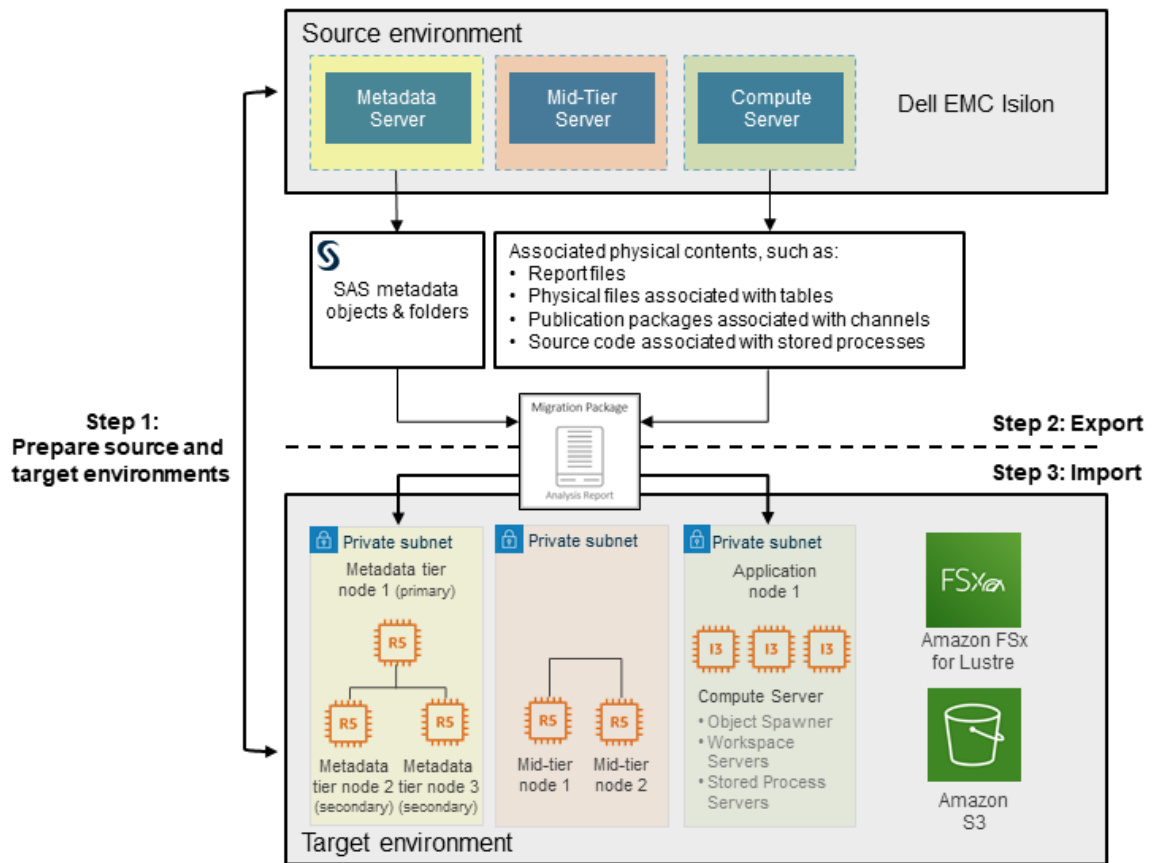 Source environment
Metadata
Server
Mid-Tier
Server
Compute
Server
Dell EMC Isilon
SAS metadata
objects & folders
Associated physical contents, such as:
• Report files
• Physical files associated with tables
• Publication packages associated with channels
• Source code associated with stored processes
Step 1:
Prepare source and
target environments
Migration Package
Analysis Report
Step 2: Export
Step 3: Import
Private subnet
Metadata tier
node 1 (primary)
R5
R5
R5
Metadata
tier node 2
(secondary)
Metadata
tier node 3
(secondary)
Private subnet
R5
R5
Mid-tier
node 1
Mid-tier
node 2
Private subnet
Application
node 1
I3
I3
I3
Compute Server
• Object Spawner
• Workspace
Servers
• Stored Process
Servers
FSx
Amazon FSx
for Lustre
Amazon
S3
Target environment